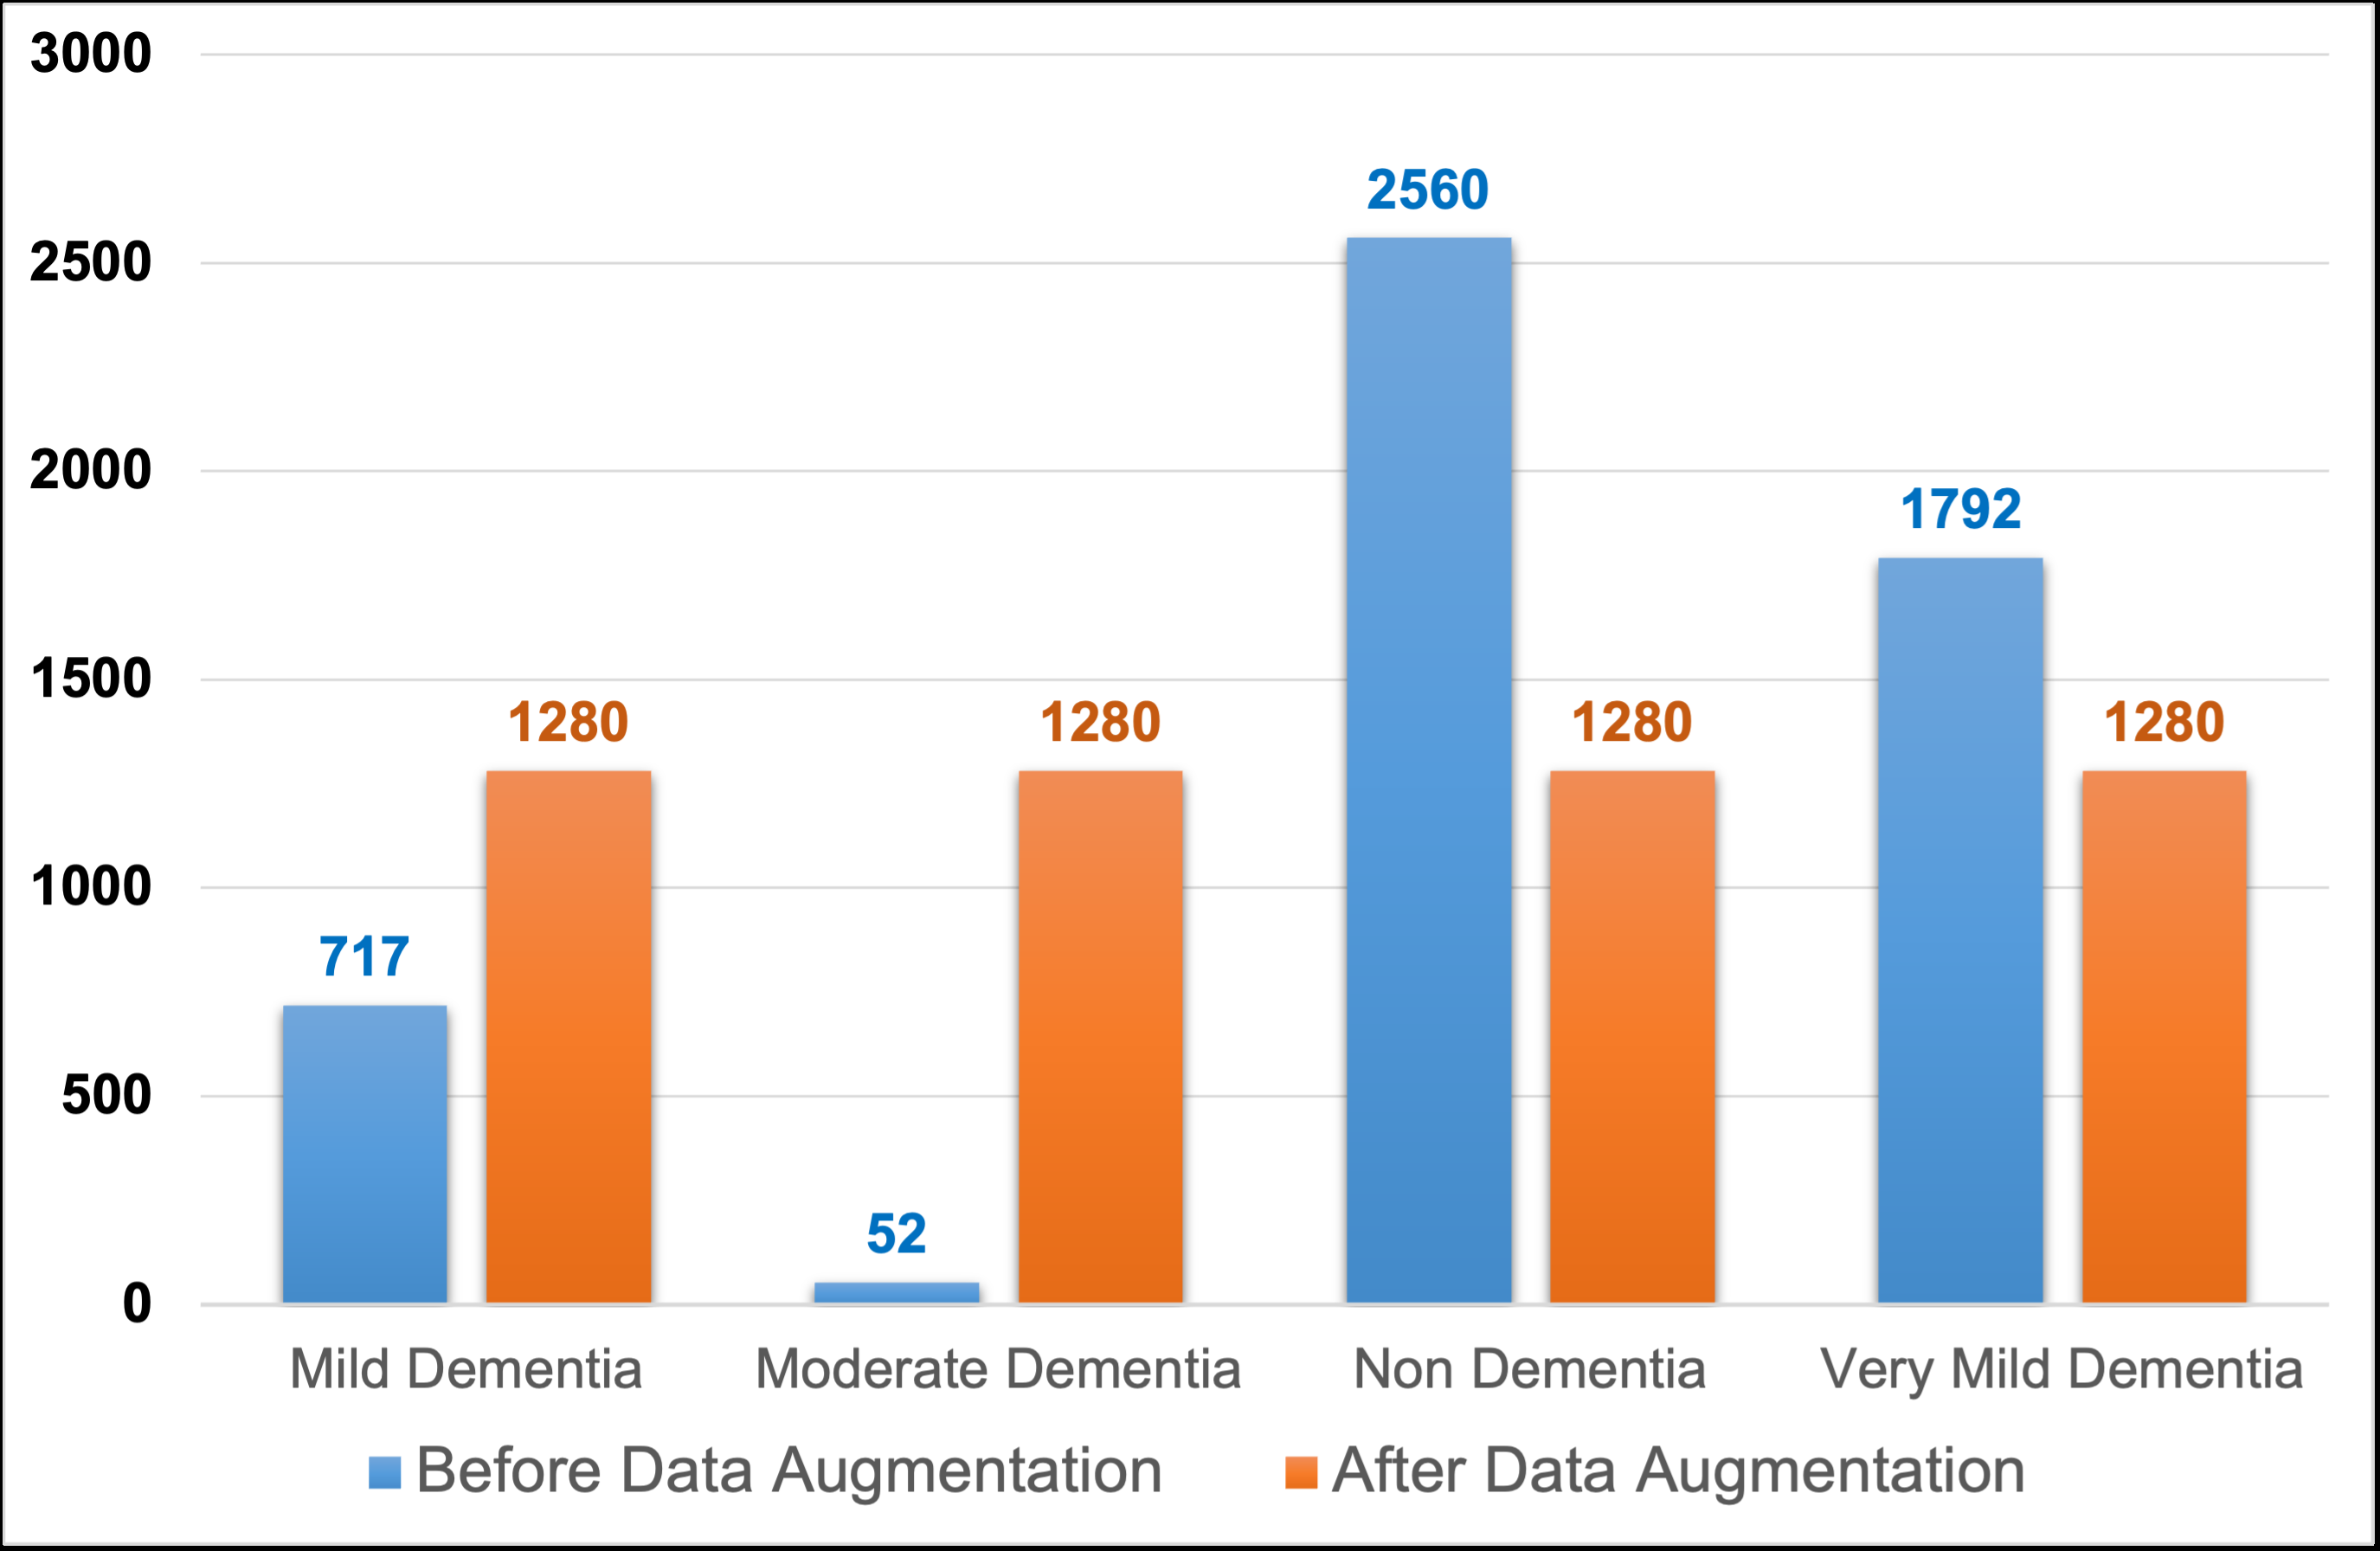 3000
2500
2000
1500
1000
500
0
717
1280
52
1280
2560
1280
1792
1280
Mild Dementia
Moderate Dementia
Non Dementia
Very Mild Dementia
Before Data Augmentation
After Data Augmentation